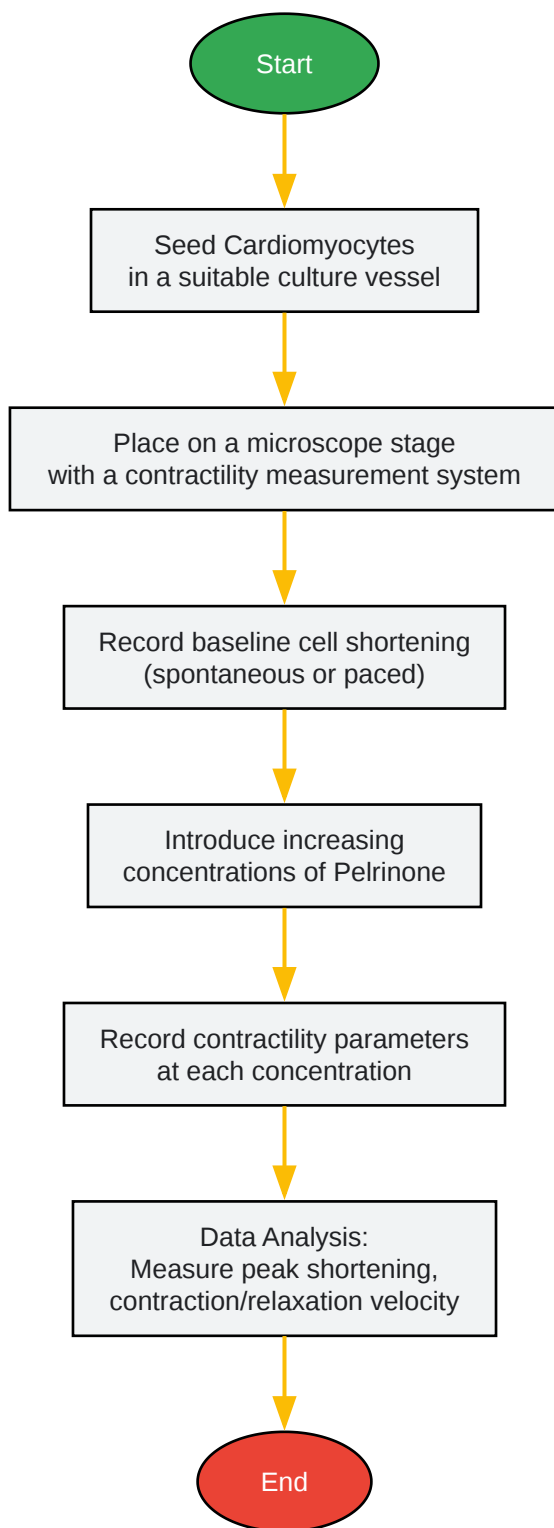 Start
Seed Cardiomyocytes
in a suitable culture vessel
Place on a microscope stage
with a contractility measurement system
Record baseline cell shortening
(spontaneous or paced)
Introduce increasing
concentrations of Pelrinone
Record contractility parameters
at each concentration
Data Analysis:
Measure peak shortening,
contraction/relaxation velocity
End